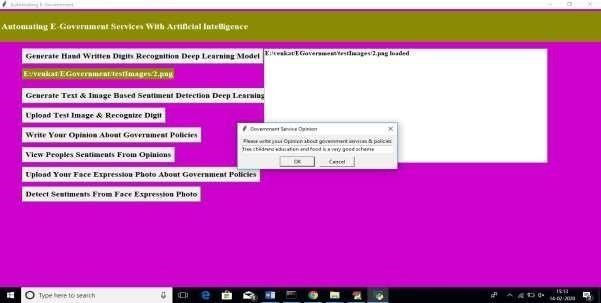 Automating E-Government
Automating E-Government Services With Artificial Intelligence
Generate Hand Written Digits Recognition Deep Learning Model
E:/venkat/EGovernment/testImages/2.png loaded
E:/venkat/EGovernment/testImages/2.png
Generate Text & Image Based Sentiment Detection Deep Learning
Upload Test Image & Recognize Digit
Government Service Opinion
Write Your Opinion About Government Policies
Please write your Opinion about government services & policies
free childrens education and food is a very good scheme
View Peoples Sentiments From Opinions
OK
Cancel
Upload Your Face Expression Photo About Government Policies
Detect Sentiments From Face Expression Photo
Type here to search
15:13
14-02-2020